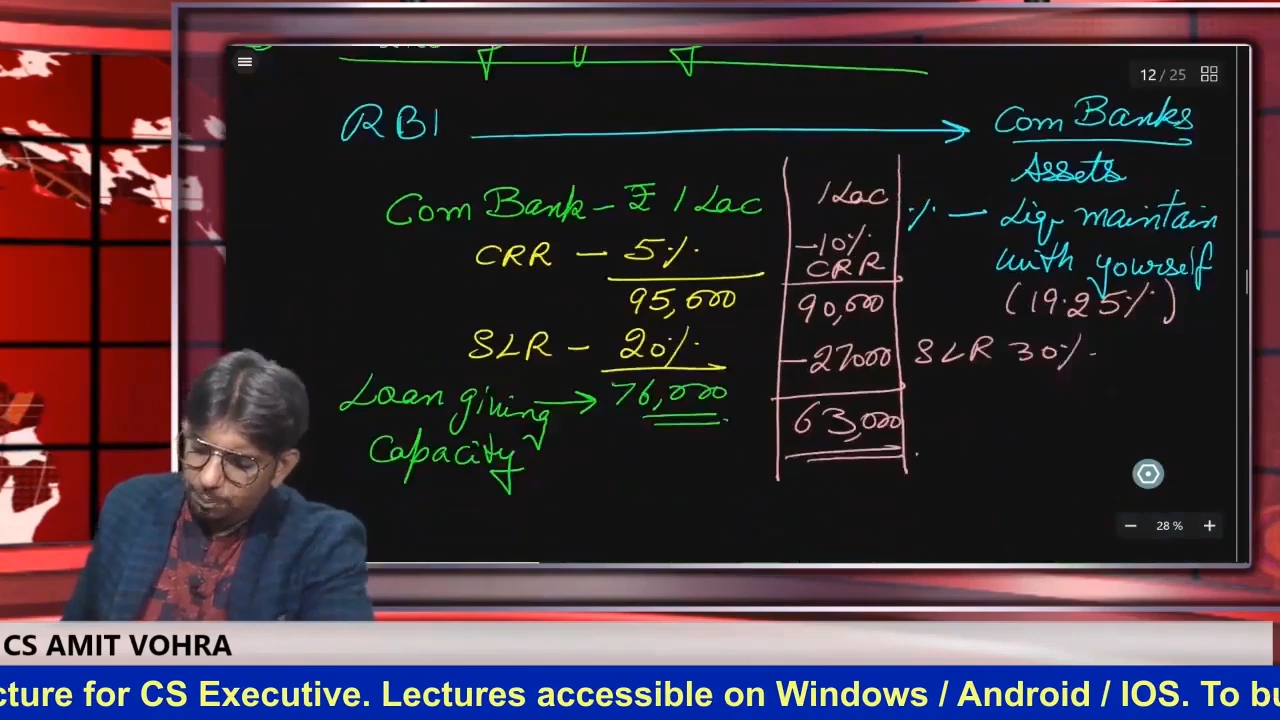 12 / 25
RBI
Com Banks
Assets
Com Bank - ₹ 1 Lac
CRR - 5%
95,000
SLR - 20%
Loan giving → 76,000
Capacity
1 Lac
-10%
CRR
90,000
-27000 SLR 30%
63,000
% - Liq. maintain
with yourself
(19.25%)
28 %
CS AMIT VOHRA
cture for CS Executive. Lectures accessible on Windows / Android / IOS. To bu